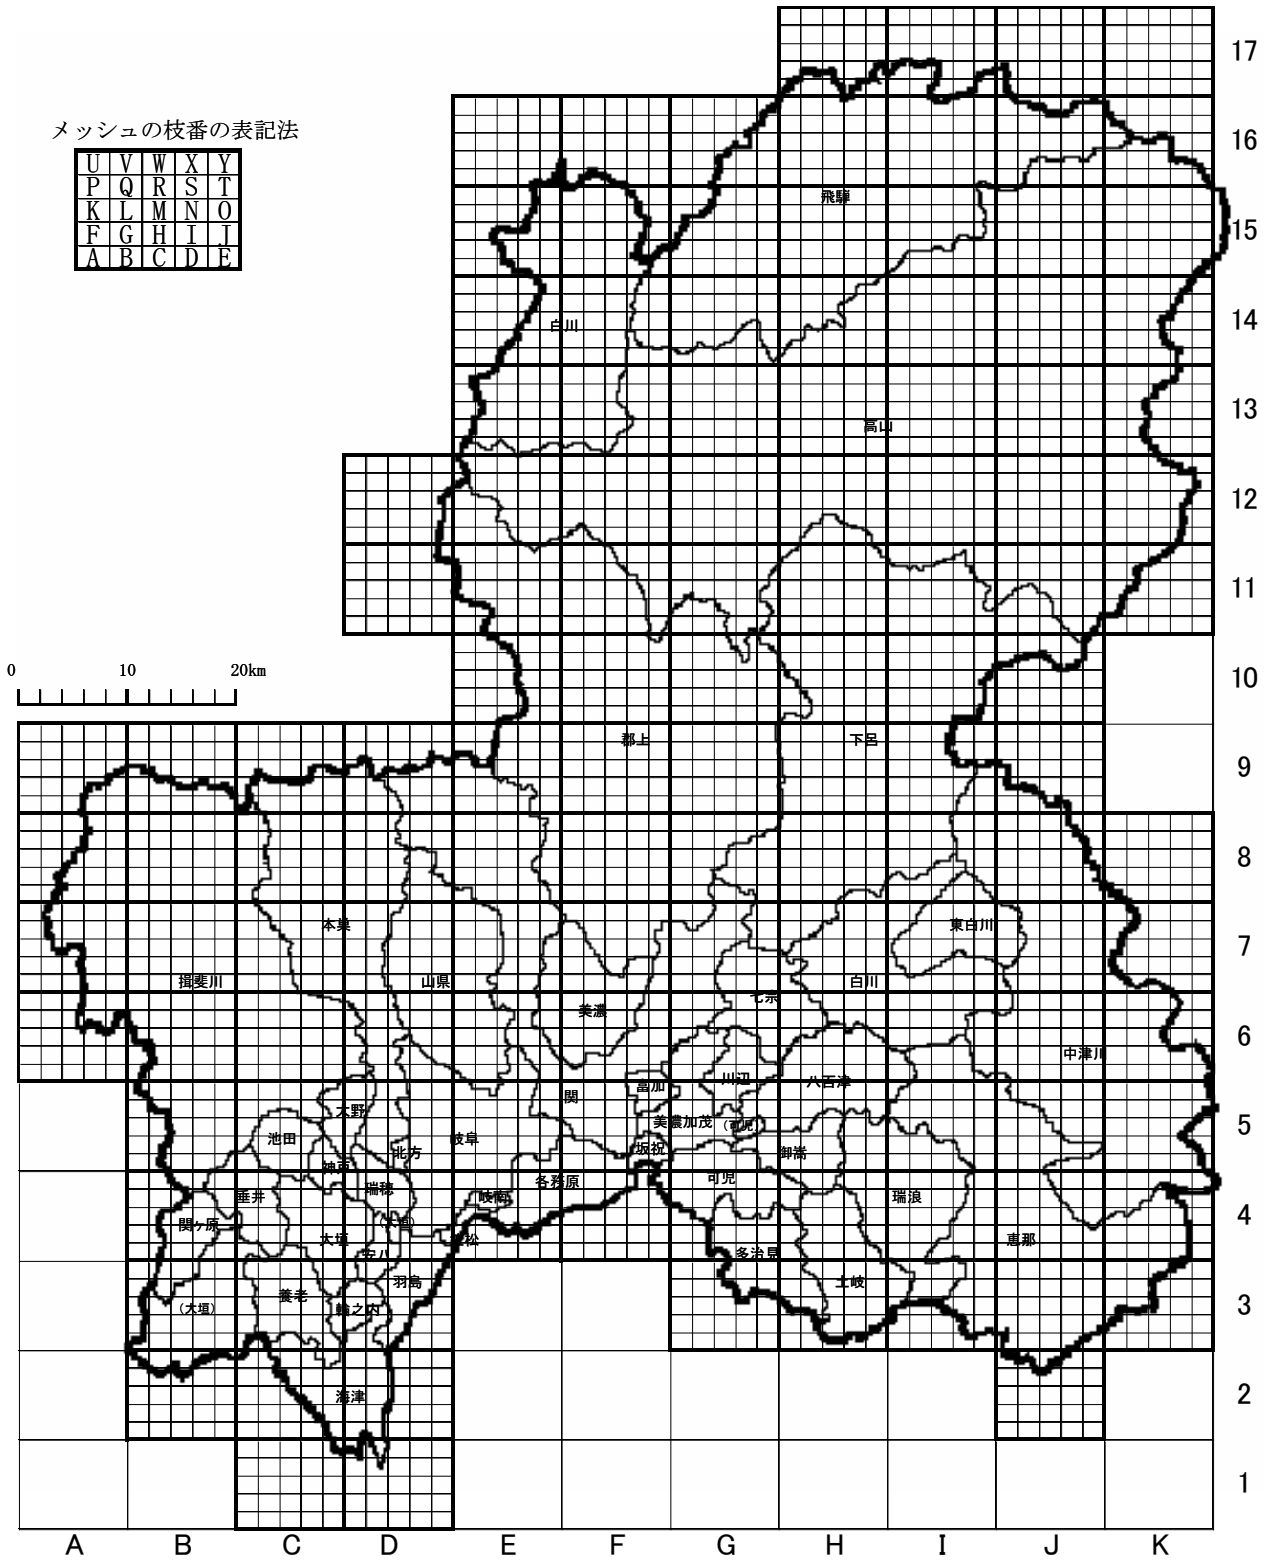 17
メッシュの枝番の表記法
U V W X Y
P Q R S T
K L M N O
F G H I J
A B C D E
16
飛騨
15
白川
14
高山
13
12
11
0 10 20km
10
郡上
下呂
9
8
本巣
東白川
7
揖斐川
山県
白川
七宗
美濃
6
中津川
富加
川辺
八百津
関
大野
美濃加茂
(可児)
5
池田
岐阜
坂祝
北方
御嵩
神戸
可児
各務原
瑞穂
垂井
岐南
瑞浪
関ヶ原
(大垣)
4
大垣
恵那
安八
多治見
羽島
土岐
養老
(大垣)
輪之内
3
海津
2
1
A B C D E F G H I J K